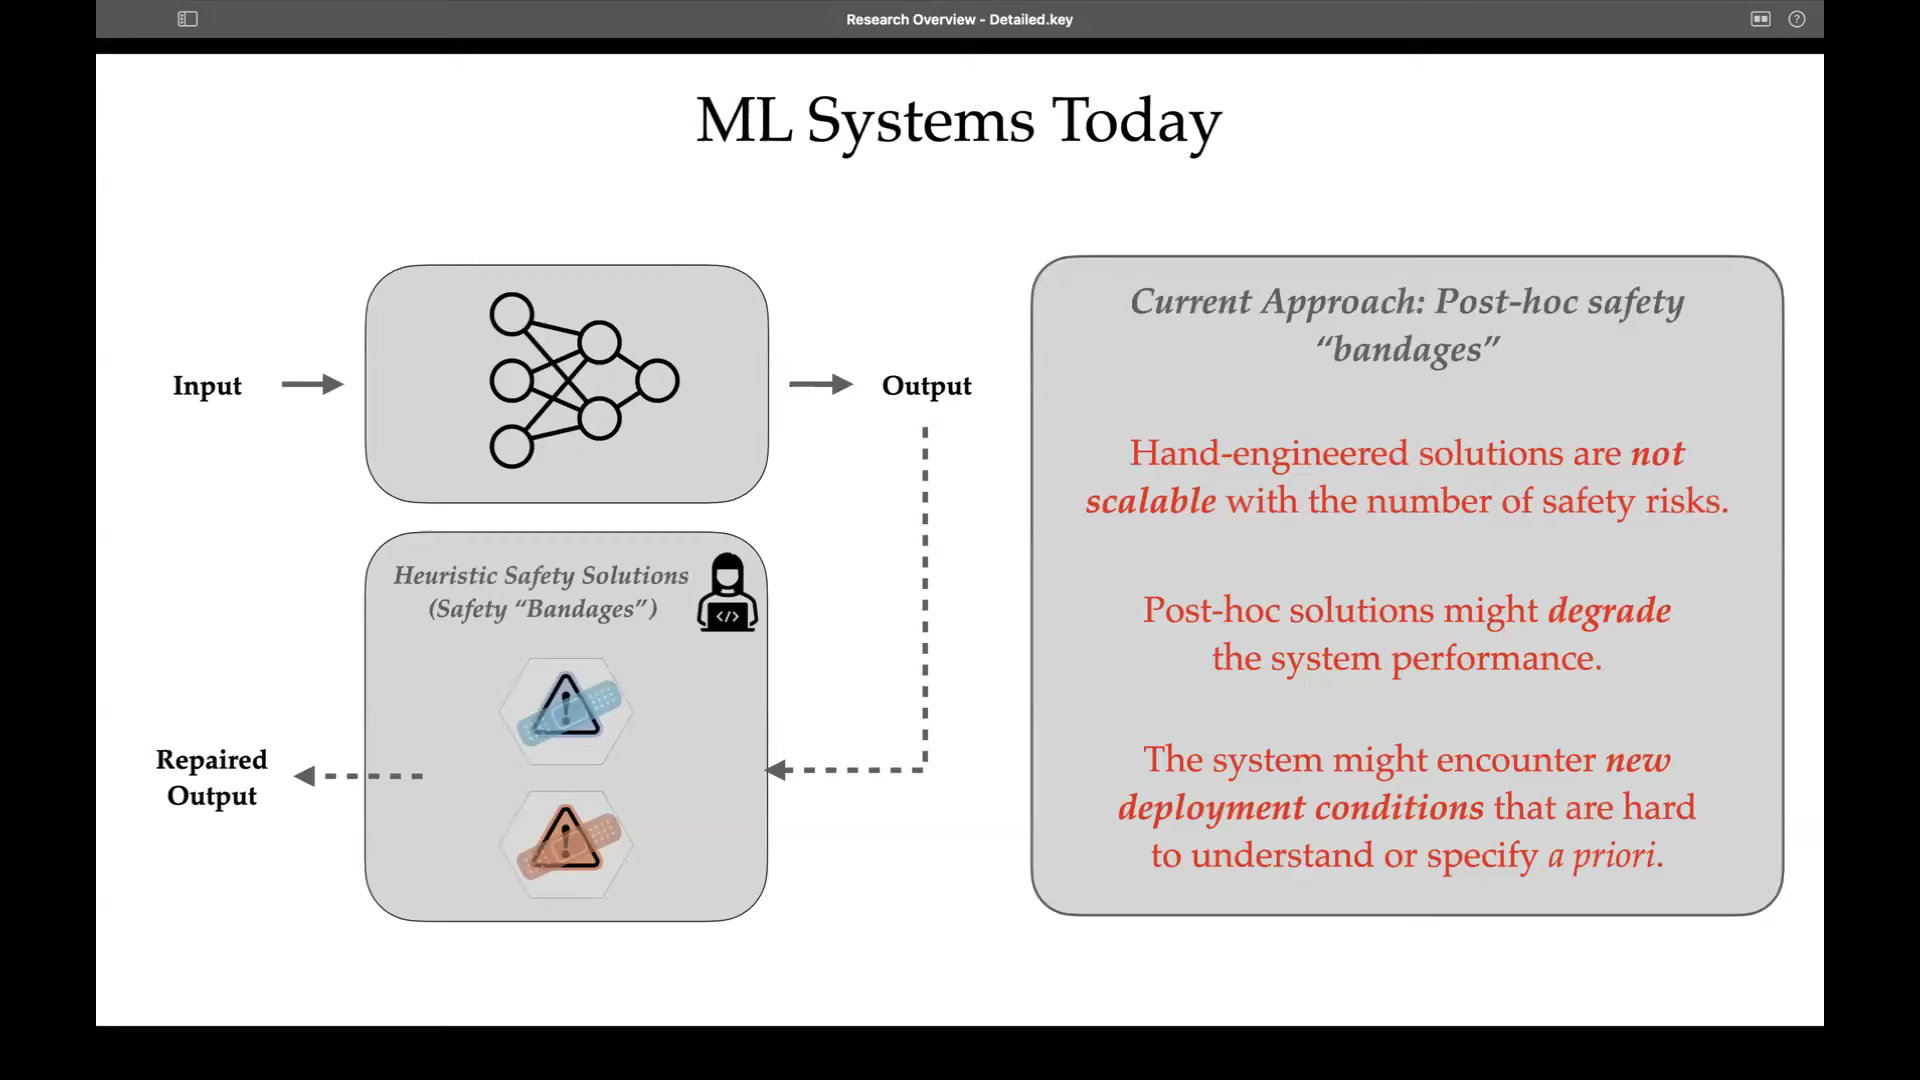 Research Overview - Detailed.key
ML Systems Today
Input
Output
Heuristic Safety Solutions
(Safety “Bandages”)
</>
Repaired
Output
Current Approach: Post-hoc safety
“bandages”
Hand-engineered solutions are not
scalable with the number of safety risks.
Post-hoc solutions might degrade
the system performance.
The system might encounter new
deployment conditions that are hard
to understand or specify a priori.